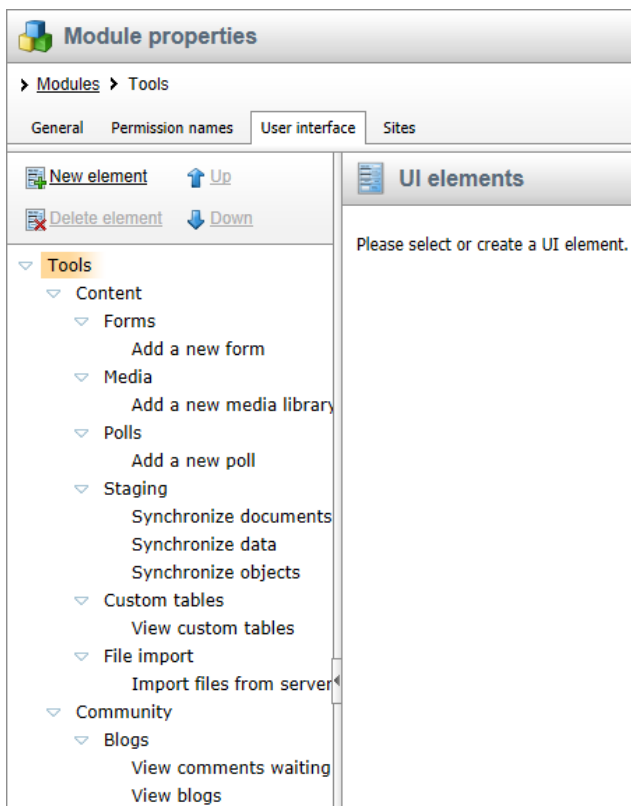 Module properties
Modules > Tools
General Permission names User interface Sites
New element Up
Delete element Down
Tools
Content
Forms
Add a new form
Media
Add a new media library
Polls
Add a new poll
Staging
Synchronize documents
Synchronize data
Synchronize objects
Custom tables
View custom tables
File import
Import files from server
Community
Blogs
View comments waiting
View blogs
UI elements
Please select or create a UI element.